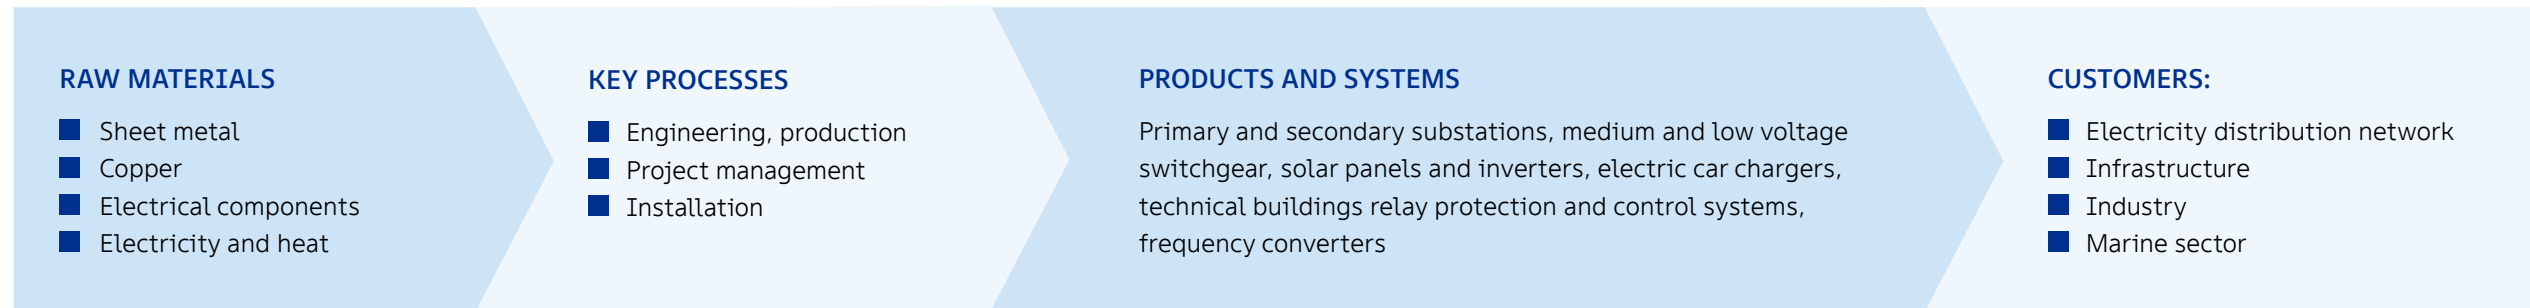 RAW MATERIALS
Sheet metal
Copper
Electrical components
Electricity and heat
KEY PROCESSES
Engineering, production
Project management
Installation
PRODUCTS AND SYSTEMS
Primary and secondary substations, medium and low voltage
switchgear, solar panels and inverters, electric car chargers,
technical buildings relay protection and control systems,
frequency converters
CUSTOMERS:
Electricity distribution network
Infrastructure
Industry
Marine sector